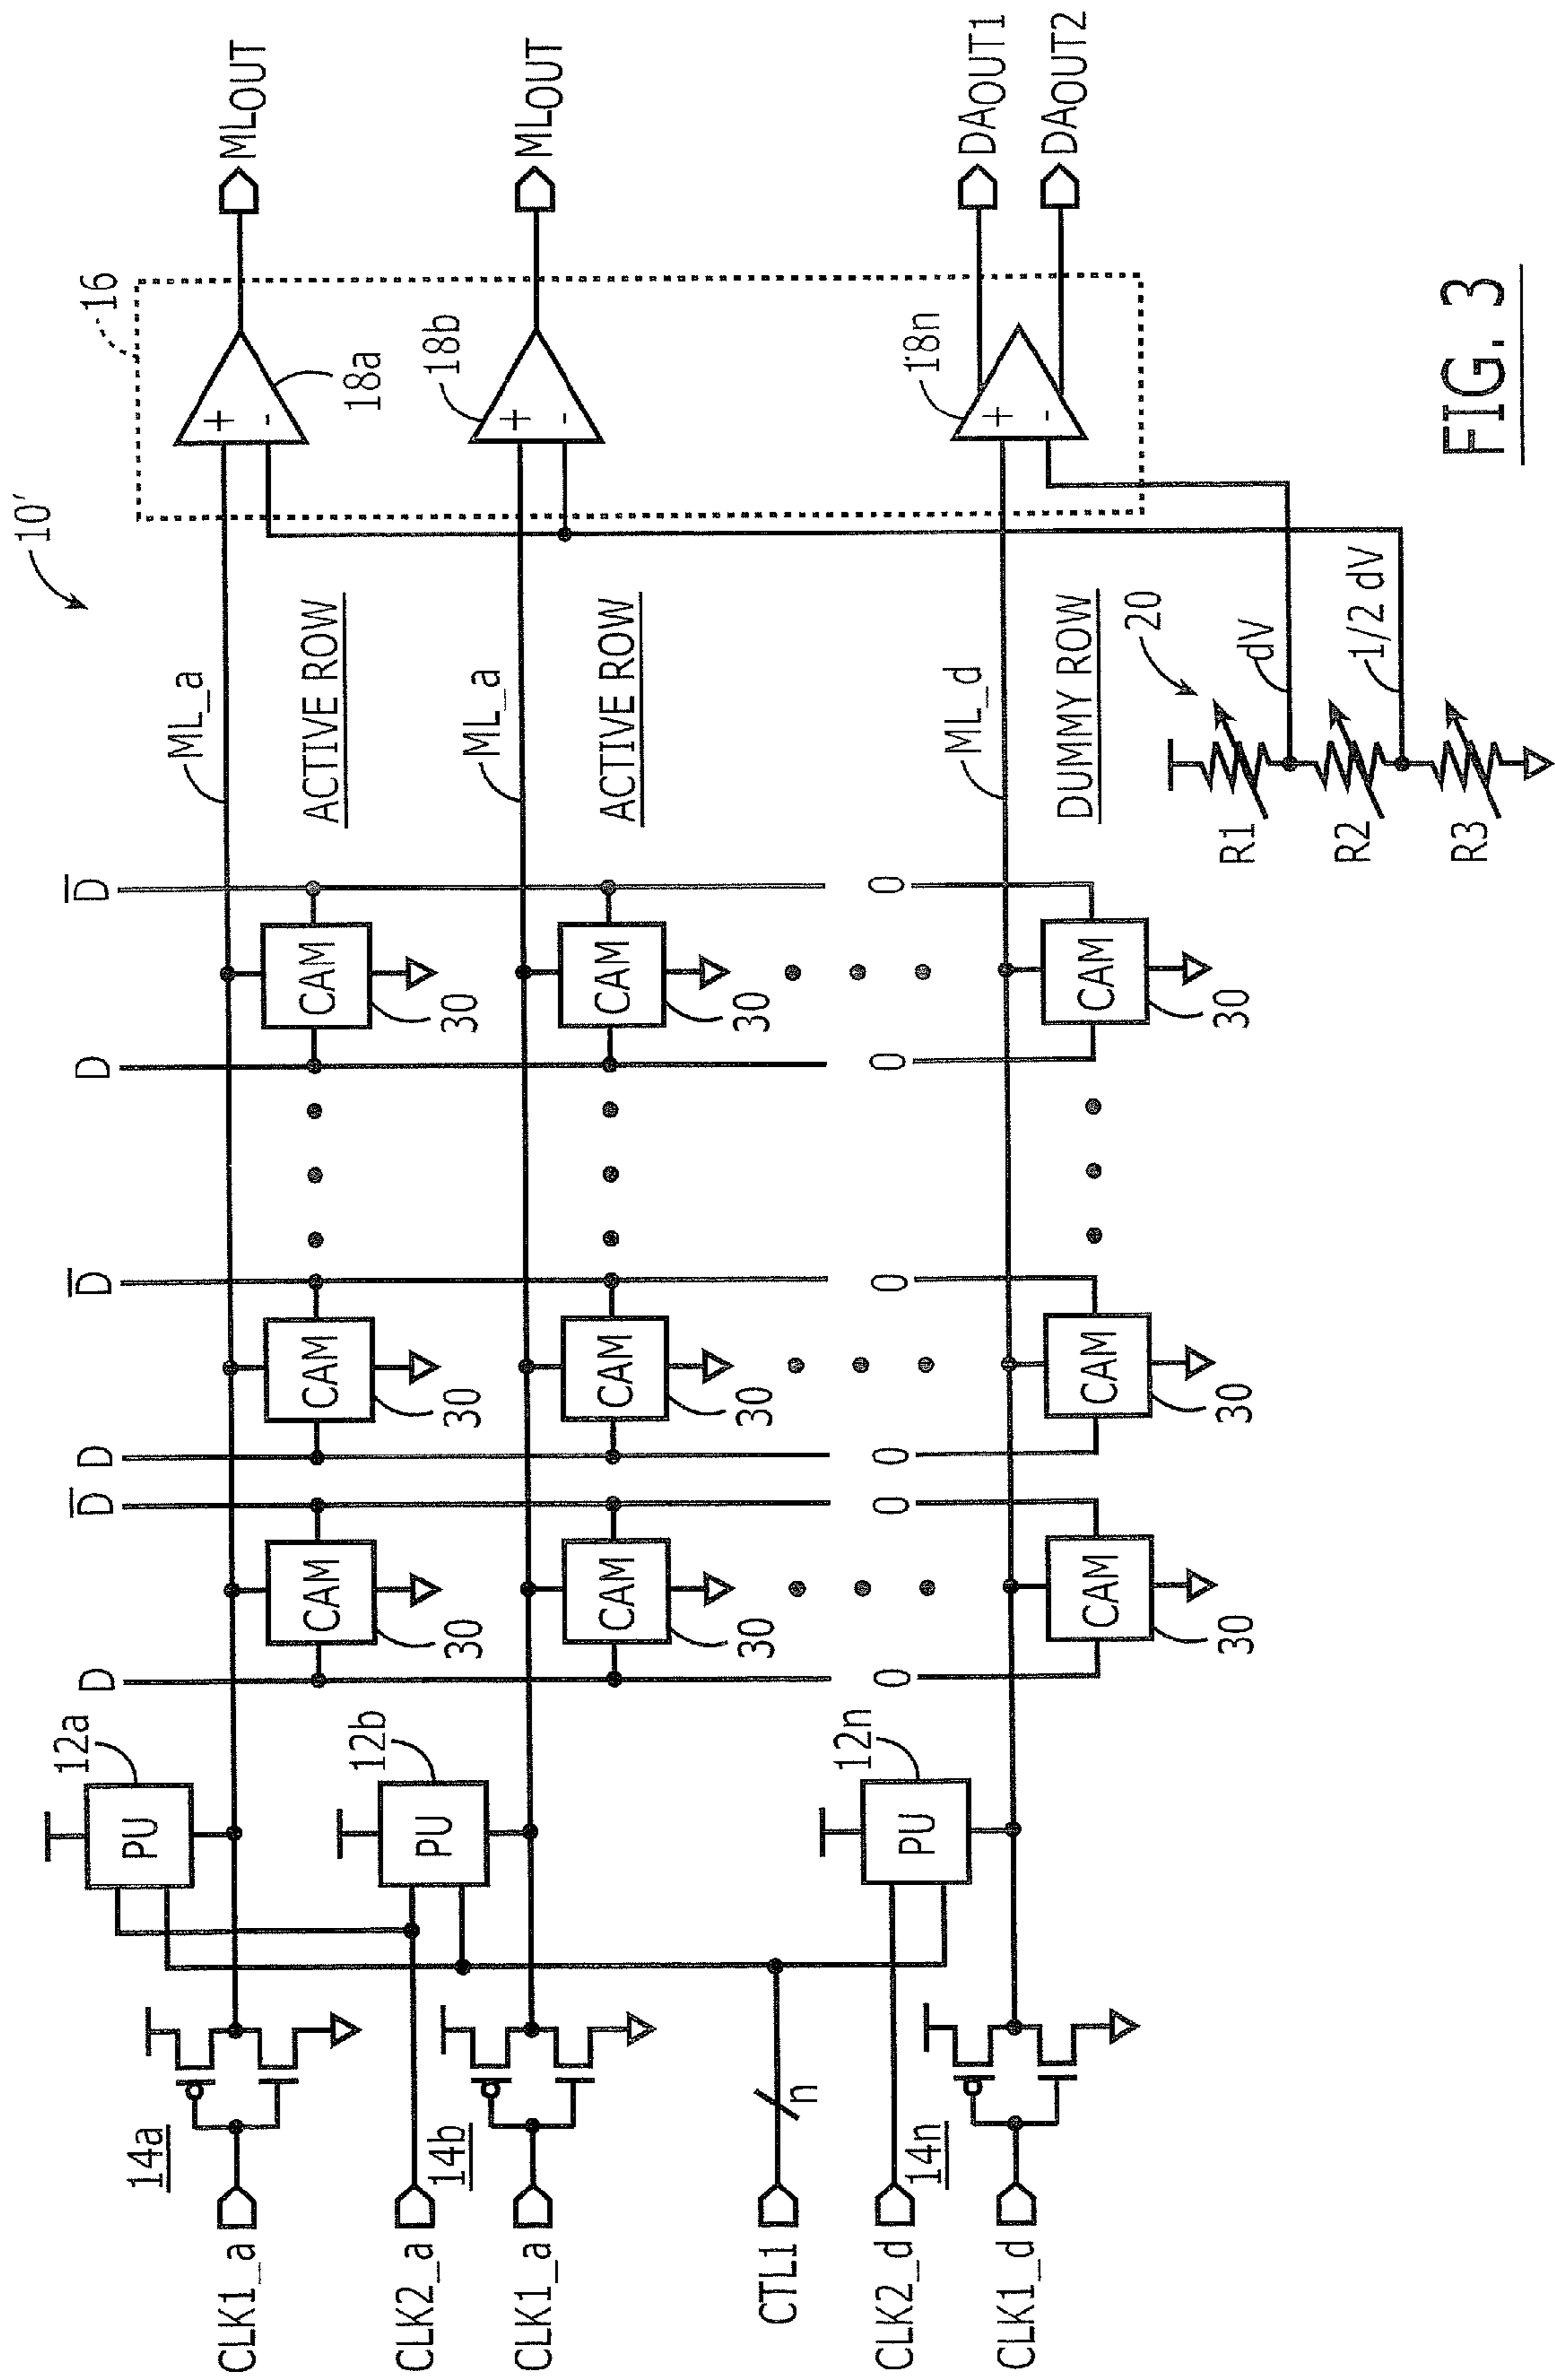 10'
16
CLK1_a
14a
12a
PU
D
CAM
30
D̅
D
CAM
30
D̅
D
CAM
30
D̅
ML_a
ACTIVE ROW
+
-
18a
MLOUT
CLK2_a
14b
CLK1_a
12b
PU
CAM
30
CAM
30
CAM
30
ML_a
ACTIVE ROW
+
-
18b
MLOUT
CTL1
n
CLK2_d
14n
CLK1_d
12n
PU
0
CAM
30
0
0
CAM
30
0
0
CAM
30
0
ML_d
DUMMY ROW
+
-
18n
DAOUT1
DAOUT2
20
R1
R2
R3
dV
1/2 dV
FIG. 3